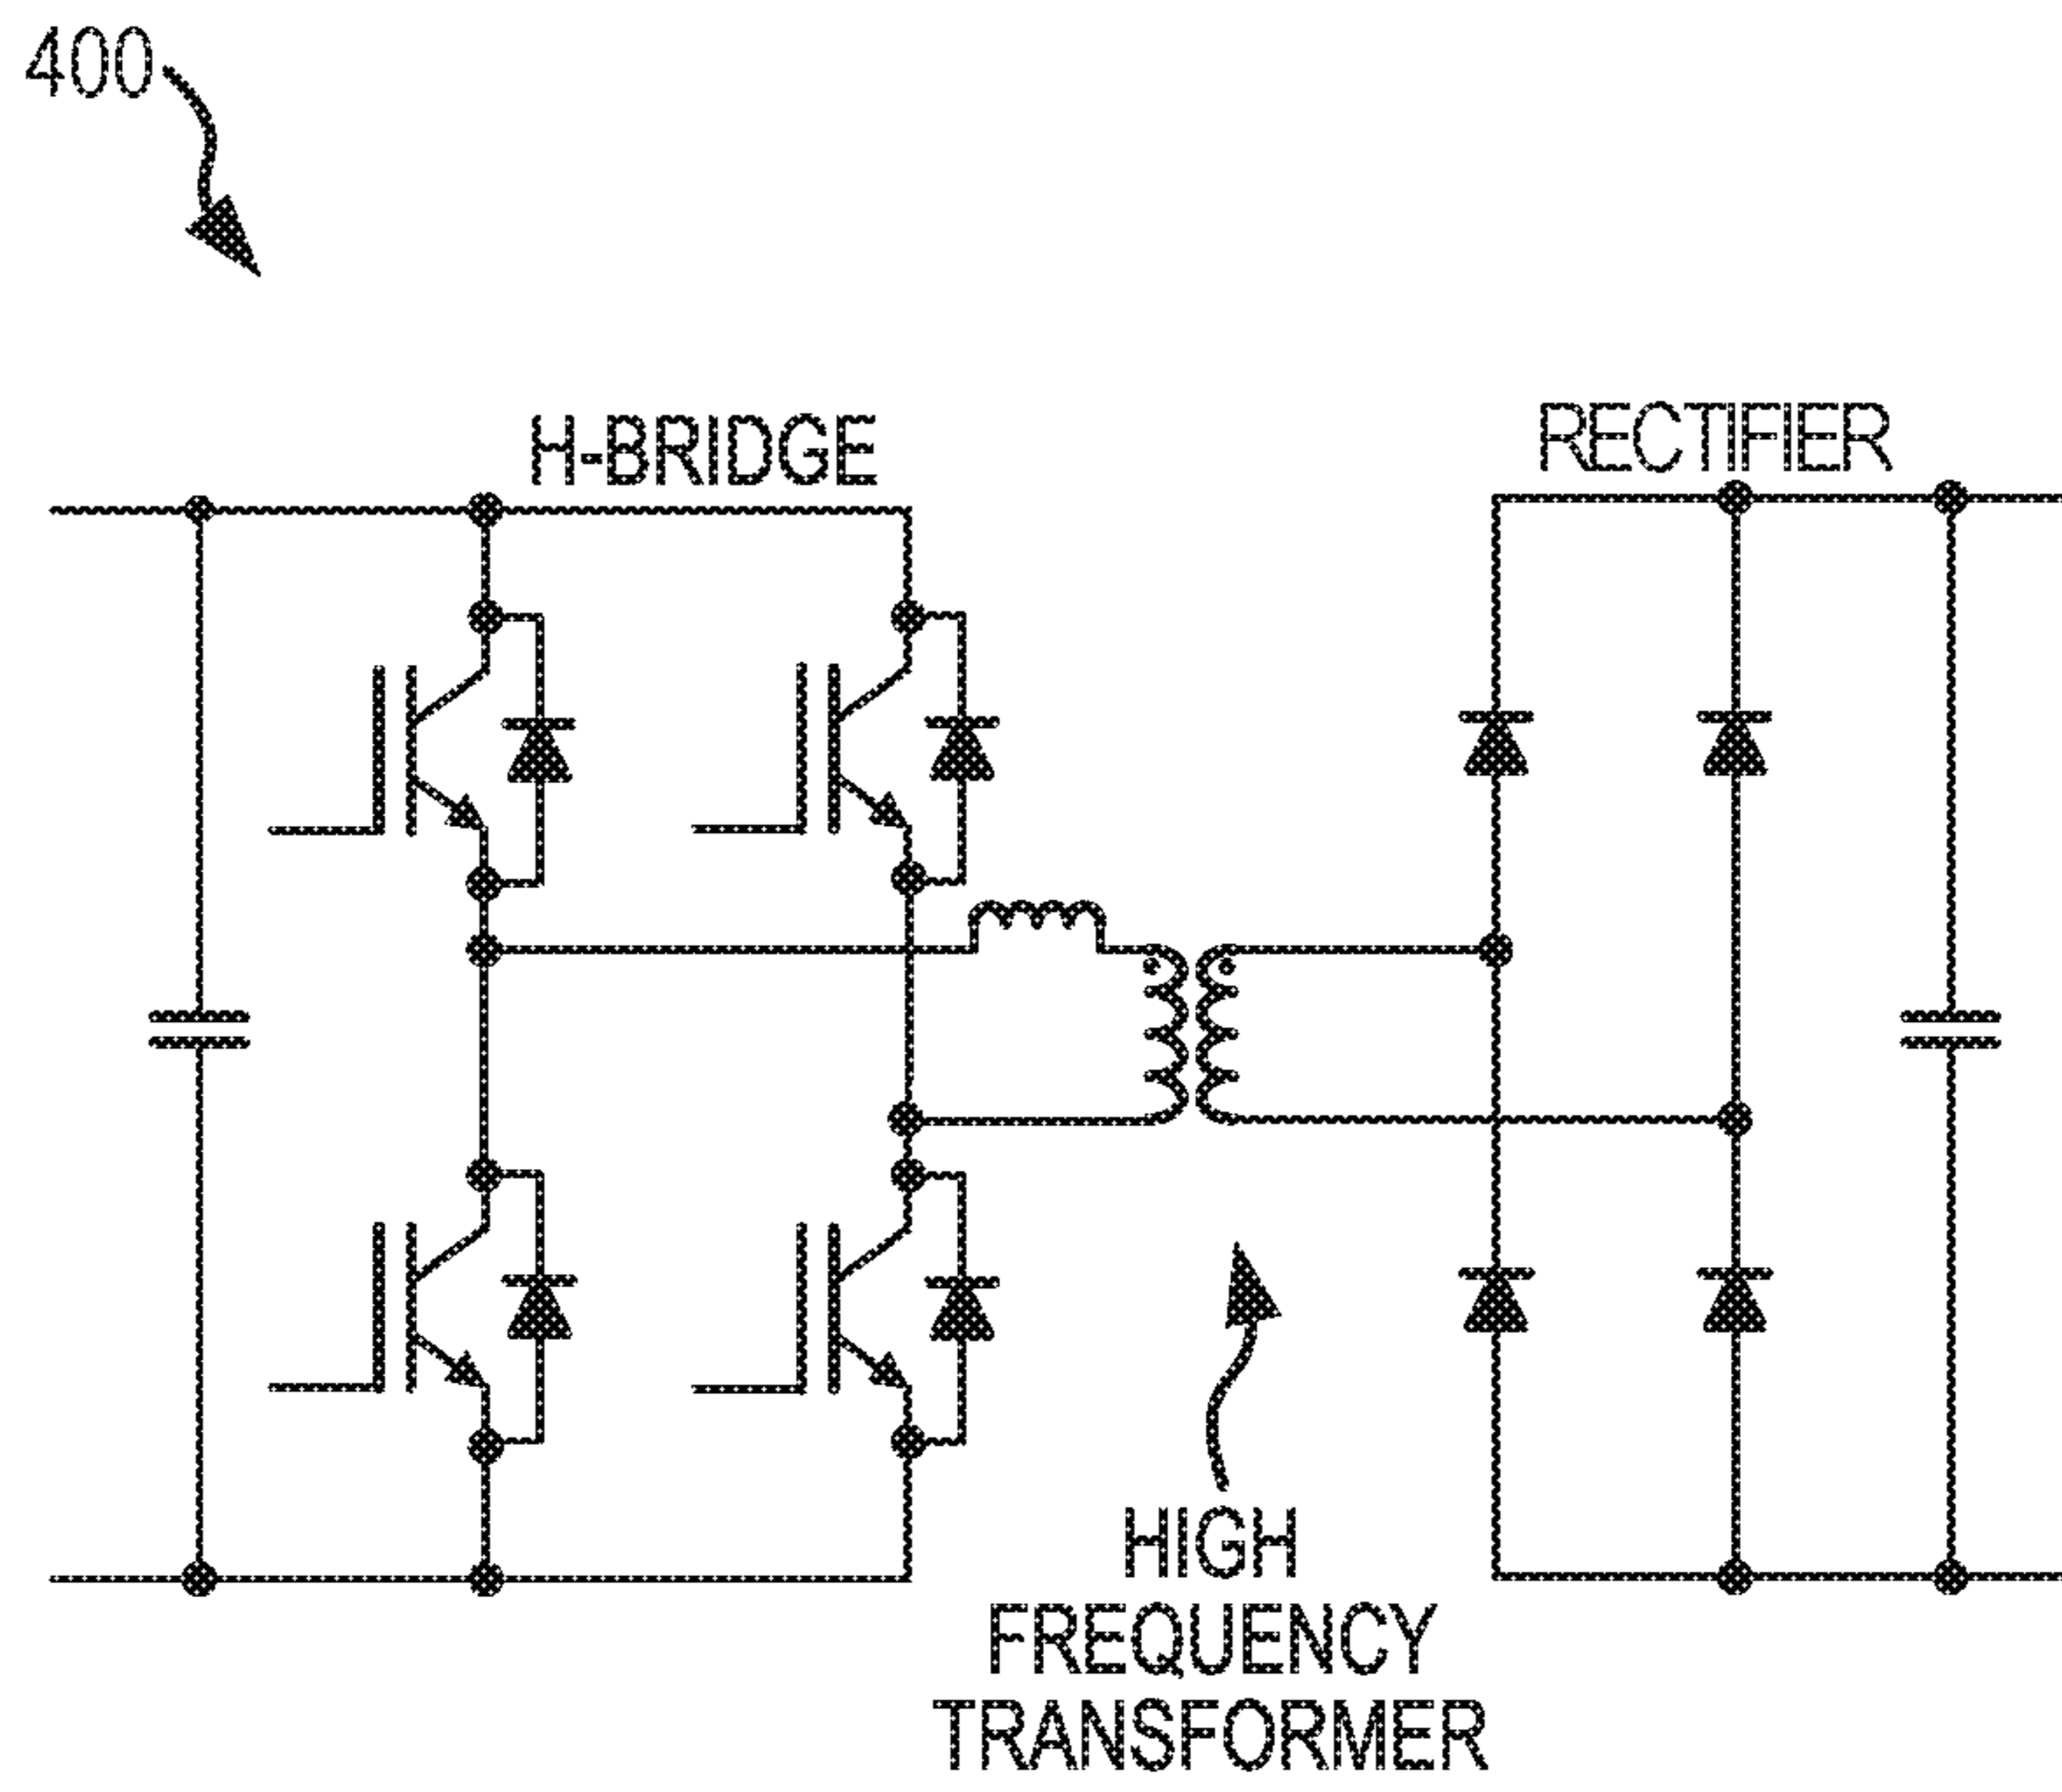 400
H-BRIDGE
RECTIFIER
HIGH
FREQUENCY
TRANSFORMER